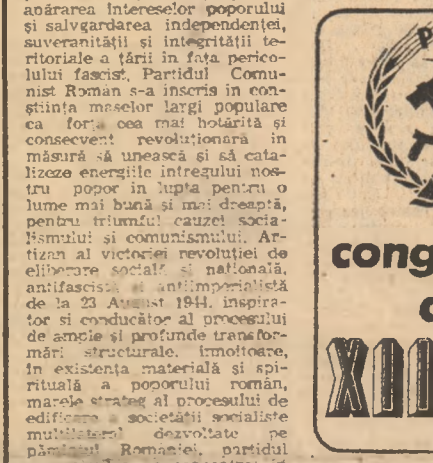 apărarea intereselor poporului
și salvgardarea independenței,
suveranității și integrității te-
ritoriale a țării în fața perico-
lului fascist, Partidul Comu-
nist Român s-a înscris în con-
știința maselor largi populare
ca forța cea mai hotărîtă și
consecvent revoluționară în
măsură să unească și să cata-
lizeze energiile întregului nos-
tru popor în lupta pentru o
lume mai bună și mai dreaptă,
pentru triumful cauzei socia-
lismului și comunismului. Ar-
tizan al victoriei revoluției de
eliberare socială și națională,
antifascistă și antiimperialistă
de la 23 August 1944, inspira-
tor și conducător al procesului
de ample și profunde transfor-
mări structurale, înnoitoare,
în existența materială și spi-
rituală a poporului român,
marele strateg al procesului de
edificare a societății socialiste
multilateral dezvoltate pe
pămîntul României, partidul
P
cong
XIII